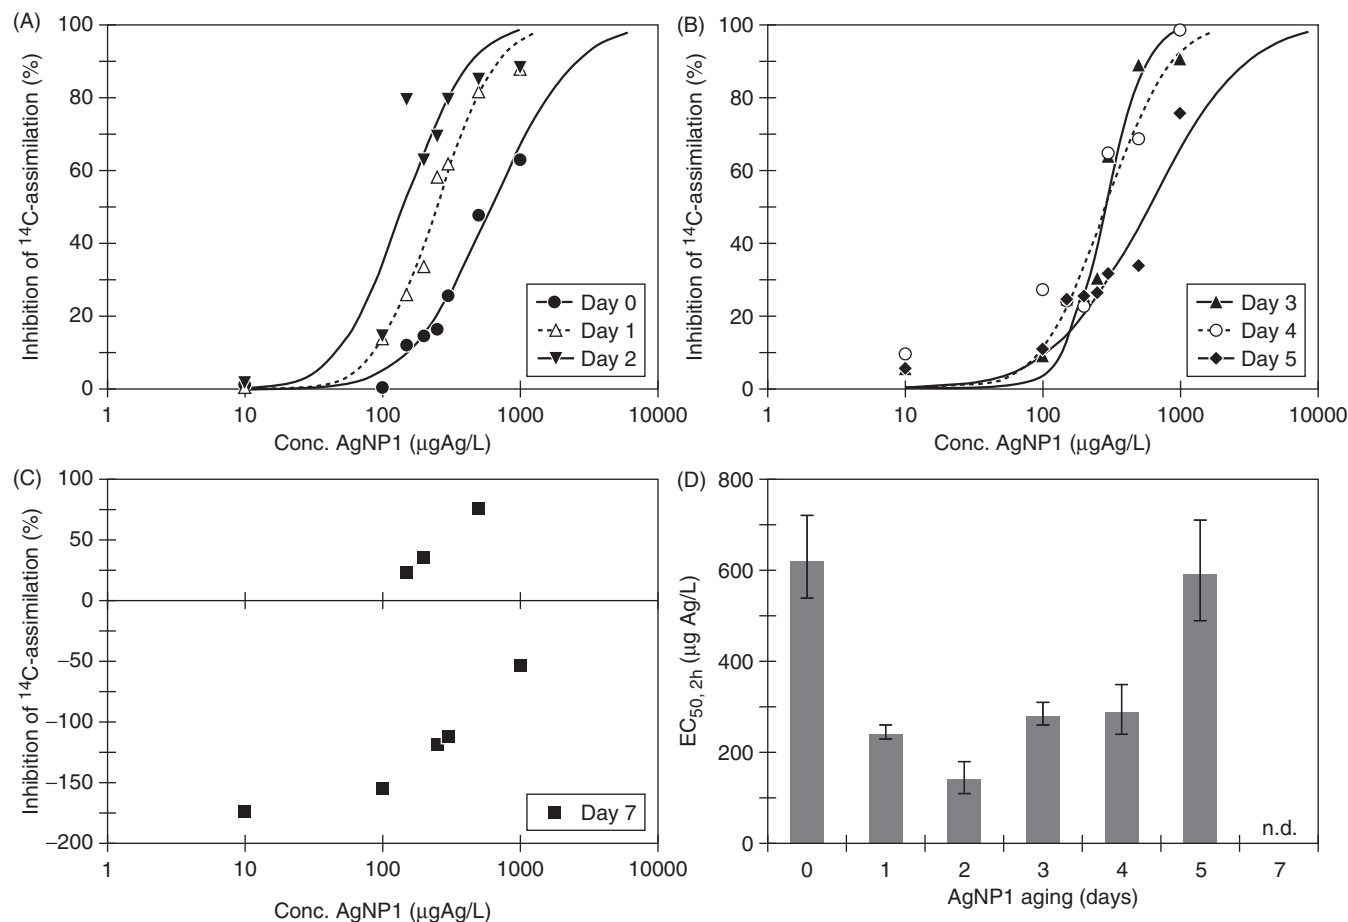 (A)
Inhibition of ¹⁴C-assimilation (%)
100
80
60
40
20
0
1
10
100
1000
10000
Conc. AgNP1 (µgAg/L)
Day 0
Day 1
Day 2
(B)
Inhibition of ¹⁴C-assimilation (%)
100
80
60
40
20
0
1
10
100
1000
10000
Conc. AgNP1 (µgAg/L)
Day 3
Day 4
Day 5
(C)
Inhibition of ¹⁴C-assimilation (%)
100
50
0
−50
−100
−150
−200
1
10
100
1000
10000
Conc. AgNP1 (µgAg/L)
Day 7
(D)
EC50, 2h (µg Ag/L)
800
600
400
200
0
n.d.
0
1
2
3
4
5
7
AgNP1 aging (days)